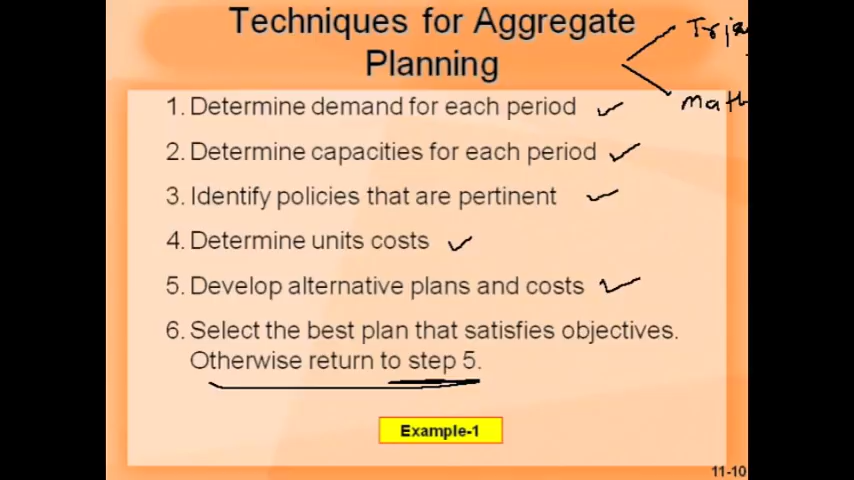 Techniques for Aggregate
Planning
1. Determine demand for each period
2. Determine capacities for each period
3. Identify policies that are pertinent
4. Determine units costs
5. Develop alternative plans and costs
6. Select the best plan that satisfies objectives.
Otherwise return to step 5.
Example-1
11-10
math